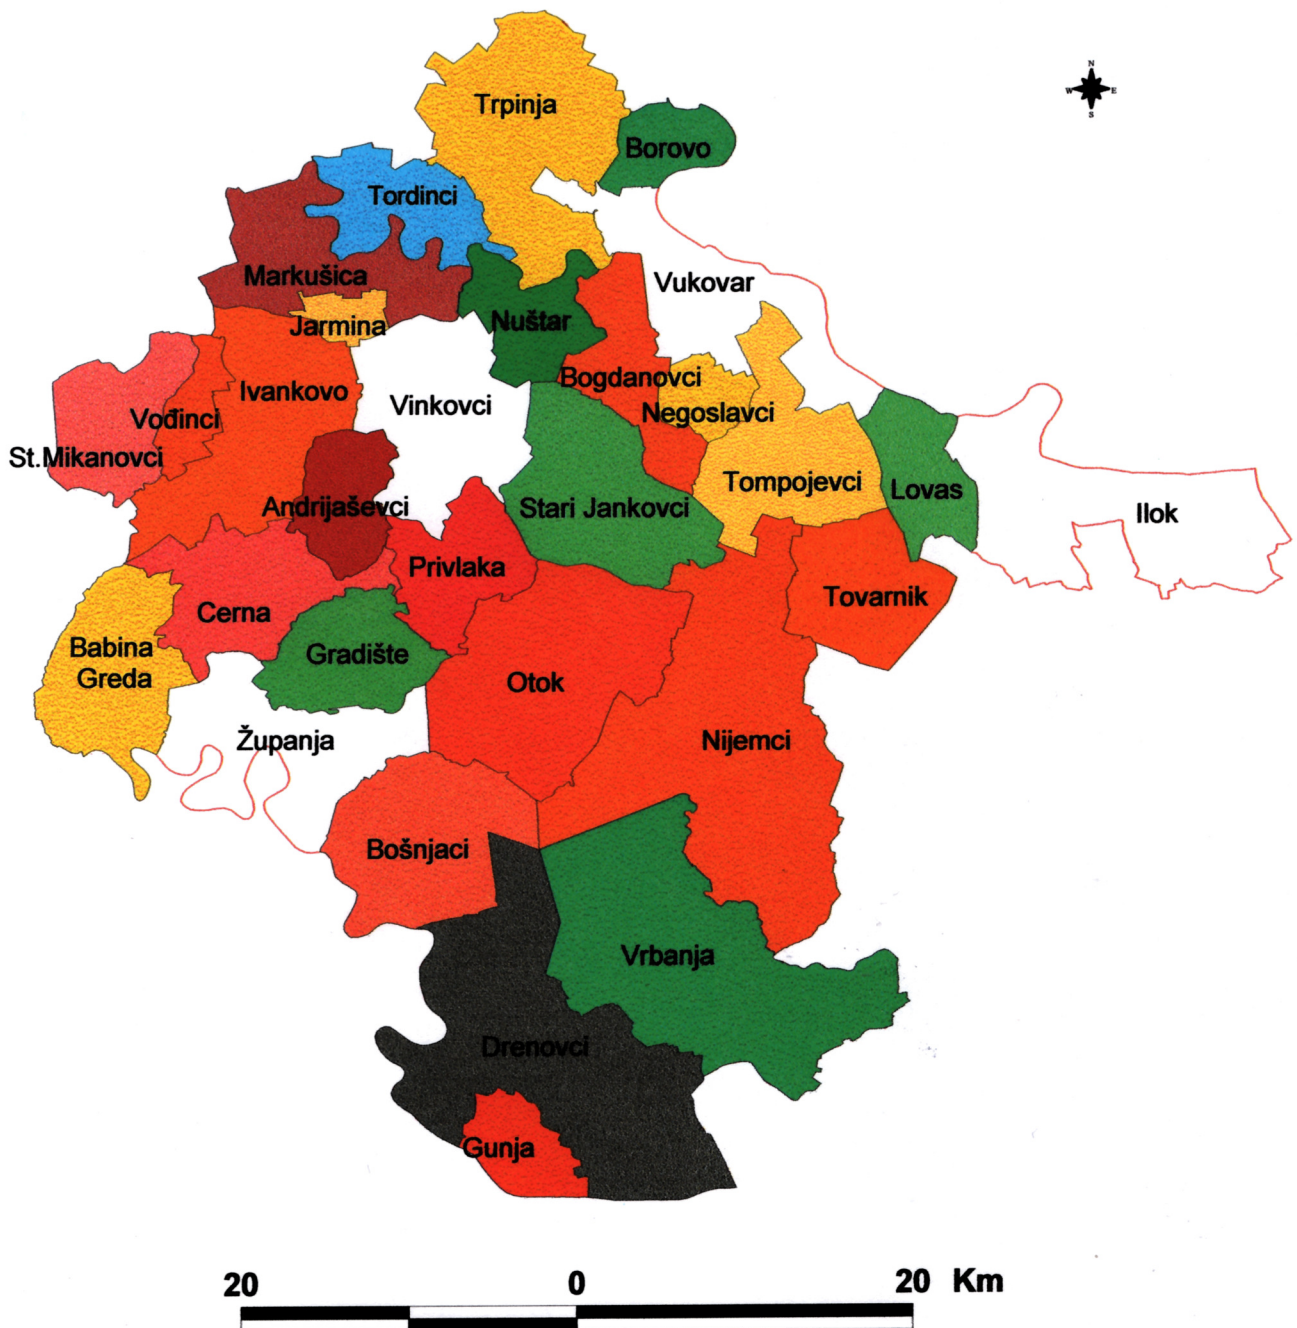 N
W E
S
Trpinja
Borovo
Tordinci
Markušica
Vukovar
Jarmina
Nuštar
Bogdanovci
Ivankovo
Vinkovci
Negoslavci
Vođinci
St.Mikanovci
Tompojevci
Lovas
Andrijaševci
Stari Jankovci
Ilok
Privlaka
Tovarnik
Cerna
Babina
Greda
Gradište
Otok
Županja
Nijemci
Bošnjaci
Vrbanja
Drenovci
Gunja
20 0 20 Km